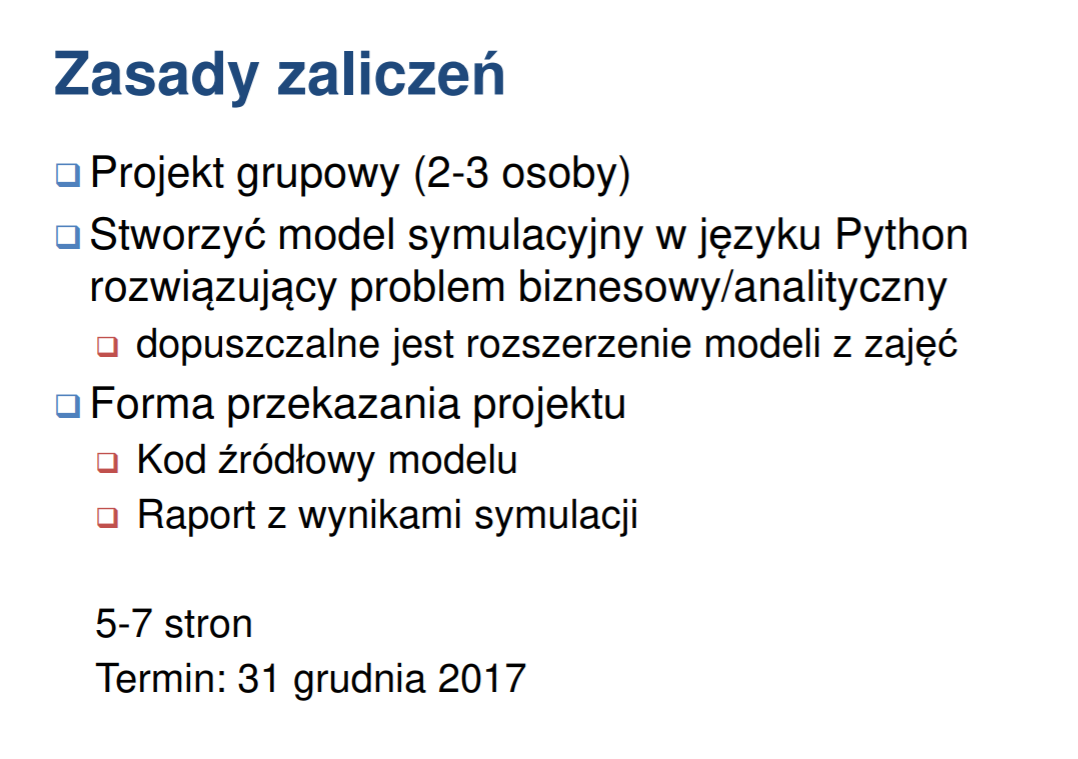 Zasady zaliczeń
Projekt grupowy (2-3 osoby)
Stworzyć model symulacyjny w języku Python
rozwiązujący problem biznesowy/analityczny
dopuszczalne jest rozszerzenie modeli z zajęć
Forma przekazania projektu
Kod źródłowy modelu
Raport z wynikami symulacji
5-7 stron
Termin: 31 grudnia 2017